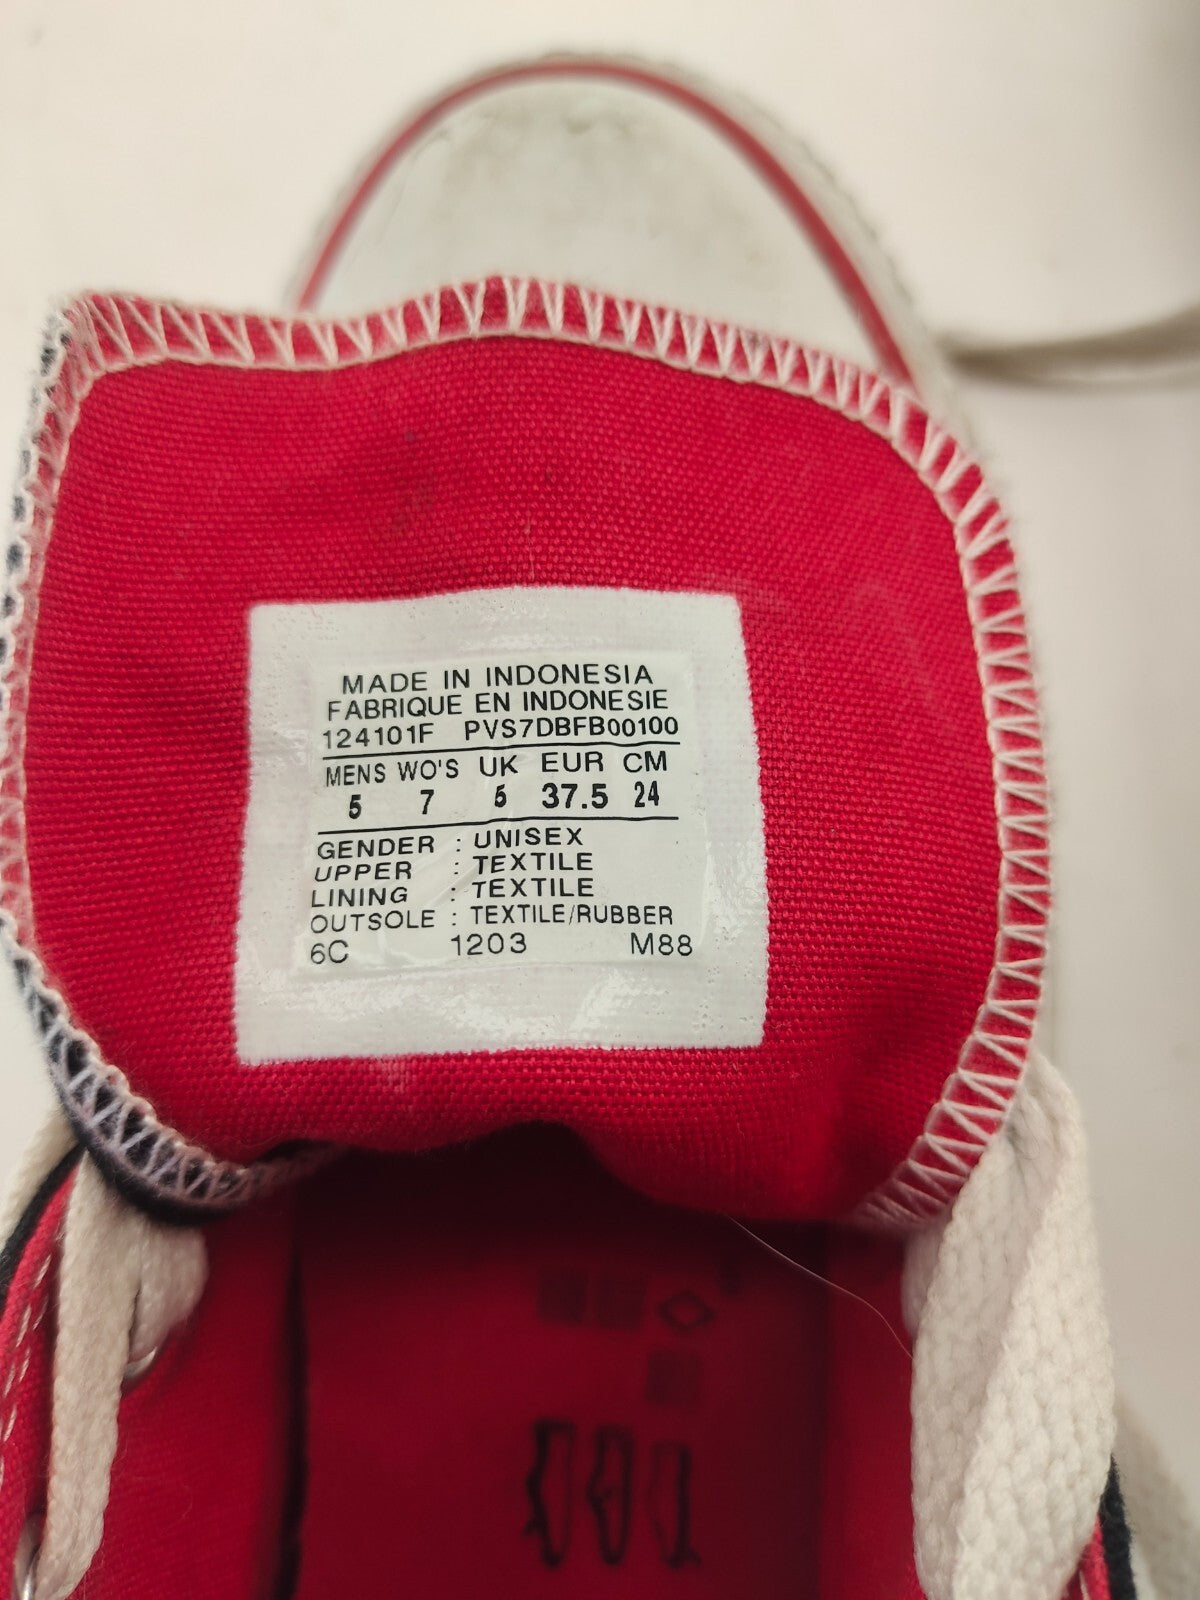 MADE IN INDONESIA
FABRIQUE EN INDONESIE
124101F PVS7DBFB00100
MENS WO'S UK EUR CM
5 7 5 37.5 24
GENDER : UNISEX
UPPER : TEXTILE
LINING : TEXTILE
OUTSOLE : TEXTILE/RUBBER
6C 1203 M88